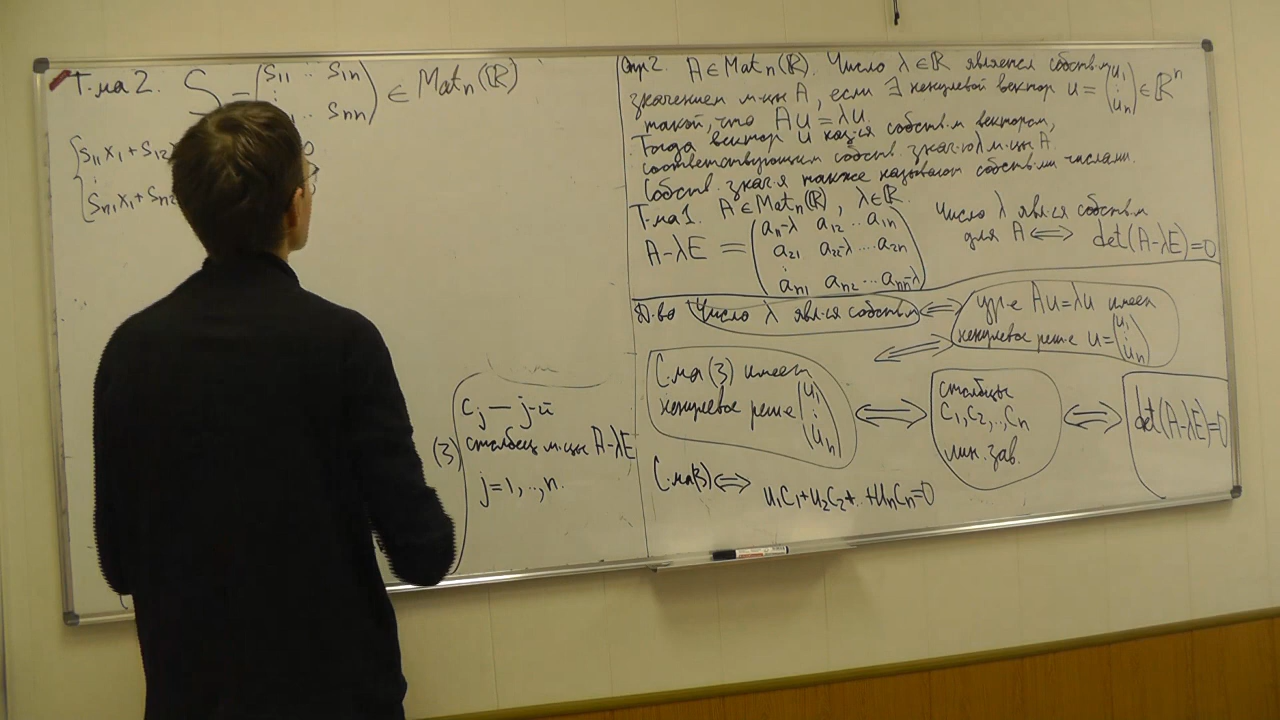 Т-ма 2. S = (S11 .. S1n
⋮
. Snn) ∈ Matn(ℝ)
{S11x1 + S12
⋮
Sn1x1 + Sn2
0
(3) Cj — j-й
столбец м-цы A-λE
j=1,..,n.
Опр 2. A ∈ Matn(ℝ). Число λ ∈ ℝ является собств-м
значением м-цы A, если ∃ ненулевой вектор u = (u1 ⋮ un) ∈ ℝⁿ
такой, что Au = λu.
Тогда вектор u наз-ся собств-м вектором,
соответствующим собств. знач-ю λ м-цы A.
Собств. знач-я также называют собств-ми числами.
Т-ма 1. A ∈ Matn(ℝ), λ ∈ ℝ.
A-λE = (a11-λ a12 .. a1n
a21 a22-λ ... a2n
⋮
an1 an2 ... ann-λ)
Число λ явл-ся собств-м
для A ⇔ det(A-λE)=0
Д-во Число λ явл-ся собств-м ⇔ ур-е Au = λu имеет
ненулевое реш-е u = (u1 ⋮ un)
⇔
С-ма (3) имеет
ненулевое реш-е (u1 ⋮ un)
⇔ столбцы
C1, C2, .., Cn
лин. зав.
⇔ det(A-λE)=0
С-ма(3) ⇔ u1C1+u2C2+..+unCn=0